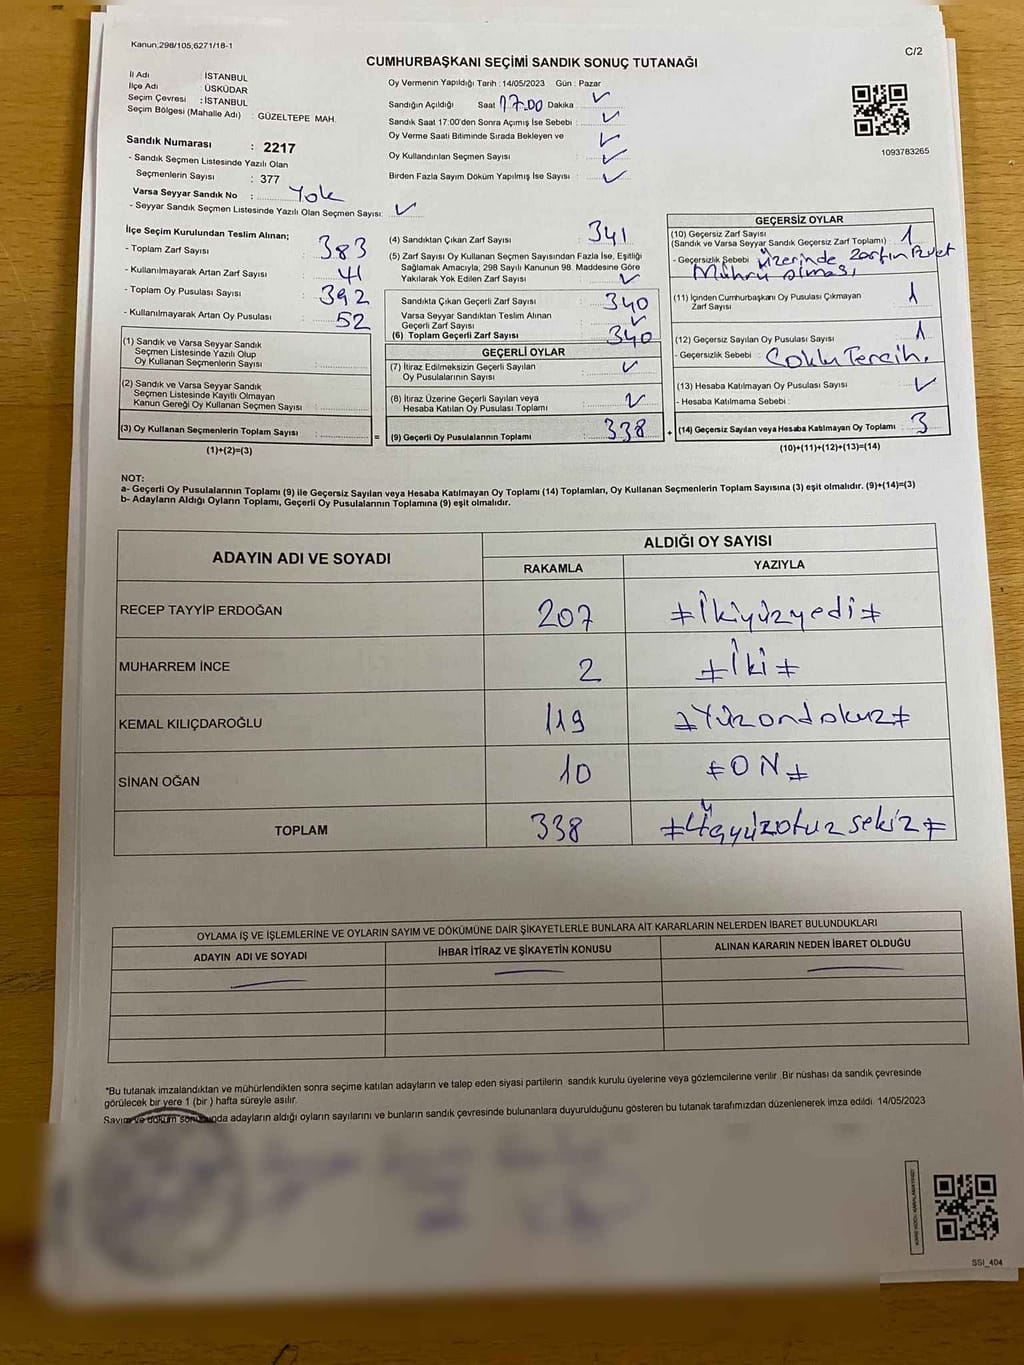 Kanun,298/105,6271/18-1
C/2
CUMHURBAŞKANI SEÇİMİ SANDIK SONUÇ TUTANAĞI
İl Adı : İSTANBUL
İlçe Adı : ÜSKÜDAR
Seçim Çevresi : İSTANBUL
Seçim Bölgesi (Mahalle Adı) : GÜZELTEPE MAH.
Sandık Numarası : 2217
- Sandık Seçmen Listesinde Yazılı Olan
Seçmenlerin Sayısı : 377
Varsa Seyyar Sandık No : Yok
- Seyyar Sandık Seçmen Listesinde Yazılı Olan Seçmen Sayısı: ✓
Oy Vermenin Yapıldığı Tarih : 14/05/2023 Gün : Pazar
Sandığın Açıldığı Saat 17.00 Dakika : ✓
Sandık Saat 17:00'den Sonra Açımış İse Sebebi : ✓
Oy Verme Saati Bitiminde Sırada Bekleyen ve ✓
Oy Kullandırılan Seçmen Sayısı : ✓
Birden Fazla Sayım Döküm Yapılmış İse Sayısı : ✓
1093783265
İlçe Seçim Kurulundan Teslim Alınan;
- Toplam Zarf Sayısı : 383
- Kullanılmayarak Artan Zarf Sayısı : 41
- Toplam Oy Pusulası Sayısı : 392
- Kullanılmayarak Artan Oy Pusulası : 52
(1) Sandık ve Varsa Seyyar Sandık
Seçmen Listesinde Yazılı Olup
Oy Kullanan Seçmenlerin Sayısı :
(2) Sandık ve Varsa Seyyar Sandık
Seçmen Listesinde Kayıtlı Olmayan
Kanun Gereği Oy Kullanan Seçmen Sayısı :
(3) Oy Kullanan Seçmenlerin Toplam Sayısı : =
(1)+(2)=(3)
(4) Sandıktan Çıkan Zarf Sayısı : 341
(5) Zarf Sayısı Oy Kullanan Seçmen Sayısından Fazla İse, Eşitliği
Sağlamak Amacıyla, 298 Sayılı Kanunun 98. Maddesine Göre
Yakılarak Yok Edilen Zarf Sayısı : ✓
Sandıkta Çıkan Geçerli Zarf Sayısı : 340
Varsa Seyyar Sandıktan Teslim Alınan ✓
Geçerli Zarf Sayısı :
(6) Toplam Geçerli Zarf Sayısı : 340
GEÇERLİ OYLAR
(7) İtiraz Edilmeksizin Geçerli Sayılan ✓
Oy Pusulalarının Sayısı :
(8) İtiraz Üzerine Geçerli Sayılan veya ✓
Hesaba Katılan Oy Pusulası Toplamı :
(9) Geçerli Oy Pusulalarının Toplamı : 338 +
GEÇERSİZ OYLAR
(10) Geçersiz Zarf Sayısı 1
(Sandık ve Varsa Seyyar Sandık Geçersiz Zarf Toplamı) :
- Geçersizlik Sebebi : Üzerinde zarfın Evet
Mührü olması,
(11) İçinden Cumhurbaşkanı Oy Pusulası Çıkmayan 1
Zarf Sayısı :
(12) Geçersiz Sayılan Oy Pusulası Sayısı : 1
- Geçersizlik Sebebi : Çoklu Tercih.
(13) Hesaba Katılmayan Oy Pusulası Sayısı : ✓
- Hesaba Katılmama Sebebi :
(14) Geçersiz Sayılan veya Hesaba Katılmayan Oy Toplamı : 3
(10)+(11)+(12)+(13)=(14)
NOT:
a- Geçerli Oy Pusulalarının Toplamı (9) ile Geçersiz Sayılan veya Hesaba Katılmayan Oy Toplamı (14) Toplamları, Oy Kullanan Seçmenlerin Toplam Sayısına (3) eşit olmalıdır. (9)+(14)=(3)
b- Adayların Aldığı Oyların Toplamı, Geçerli Oy Pusulalarının Toplamına (9) eşit olmalıdır.
ADAYIN ADI VE SOYADI
ALDIĞI OY SAYISI
RAKAMLA YAZIYLA
RECEP TAYYİP ERDOĞAN 207 ≠İkiyüzyedi≠
MUHARREM İNCE 2 ≠İki≠
KEMAL KILIÇDAROĞLU 119 ≠Yüzondokuz≠
SİNAN OĞAN 10 ≠ON≠
TOPLAM 338 ≠Üçyüzotuzsekiz≠
OYLAMA İŞ VE İŞLEMLERİNE VE OYLARIN SAYIM VE DÖKÜMÜNE DAİR ŞİKAYETLERLE BUNLARA AİT KARARLARIN NELERDEN İBARET BULUNDUKLARI
ADAYIN ADI VE SOYADI İHBAR İTİRAZ VE ŞİKAYETİN KONUSU ALINAN KARARIN NEDEN İBARET OLDUĞU
*Bu tutanak imzalandıktan ve mühürlendikten sonra seçime katılan adayların ve talep eden siyasi partilerin sandık kurulu üyelerine veya gözlemcilerine verilir .Bir nüshası da sandık çevresinde
görülecek bir yere 1 (bir ) hafta süreyle asılır.
Sayım ve döküm sonucunda adayların aldığı oyların sayılarını ve bunların sandık çevresinde bulunanlara duyurulduğunu gösteren bu tutanak tarafımızdan düzenlenerek imza edildi. 14/05/2023
SSI_404